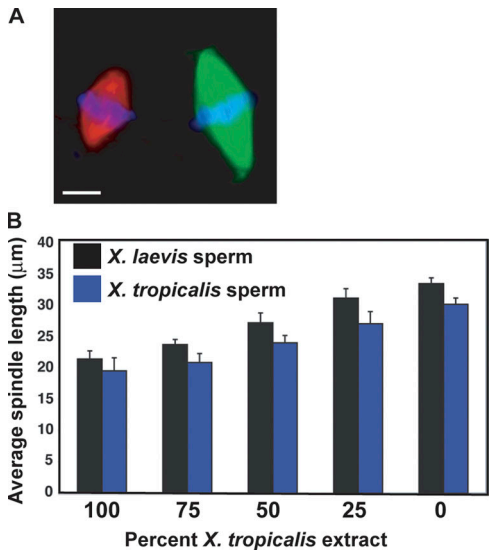 A
B
Average spindle length (μm)
40
35
30
25
20
15
10
5
0
X. laevis sperm
X. tropicalis sperm
100 75 50 25 0
Percent X. tropicalis extract